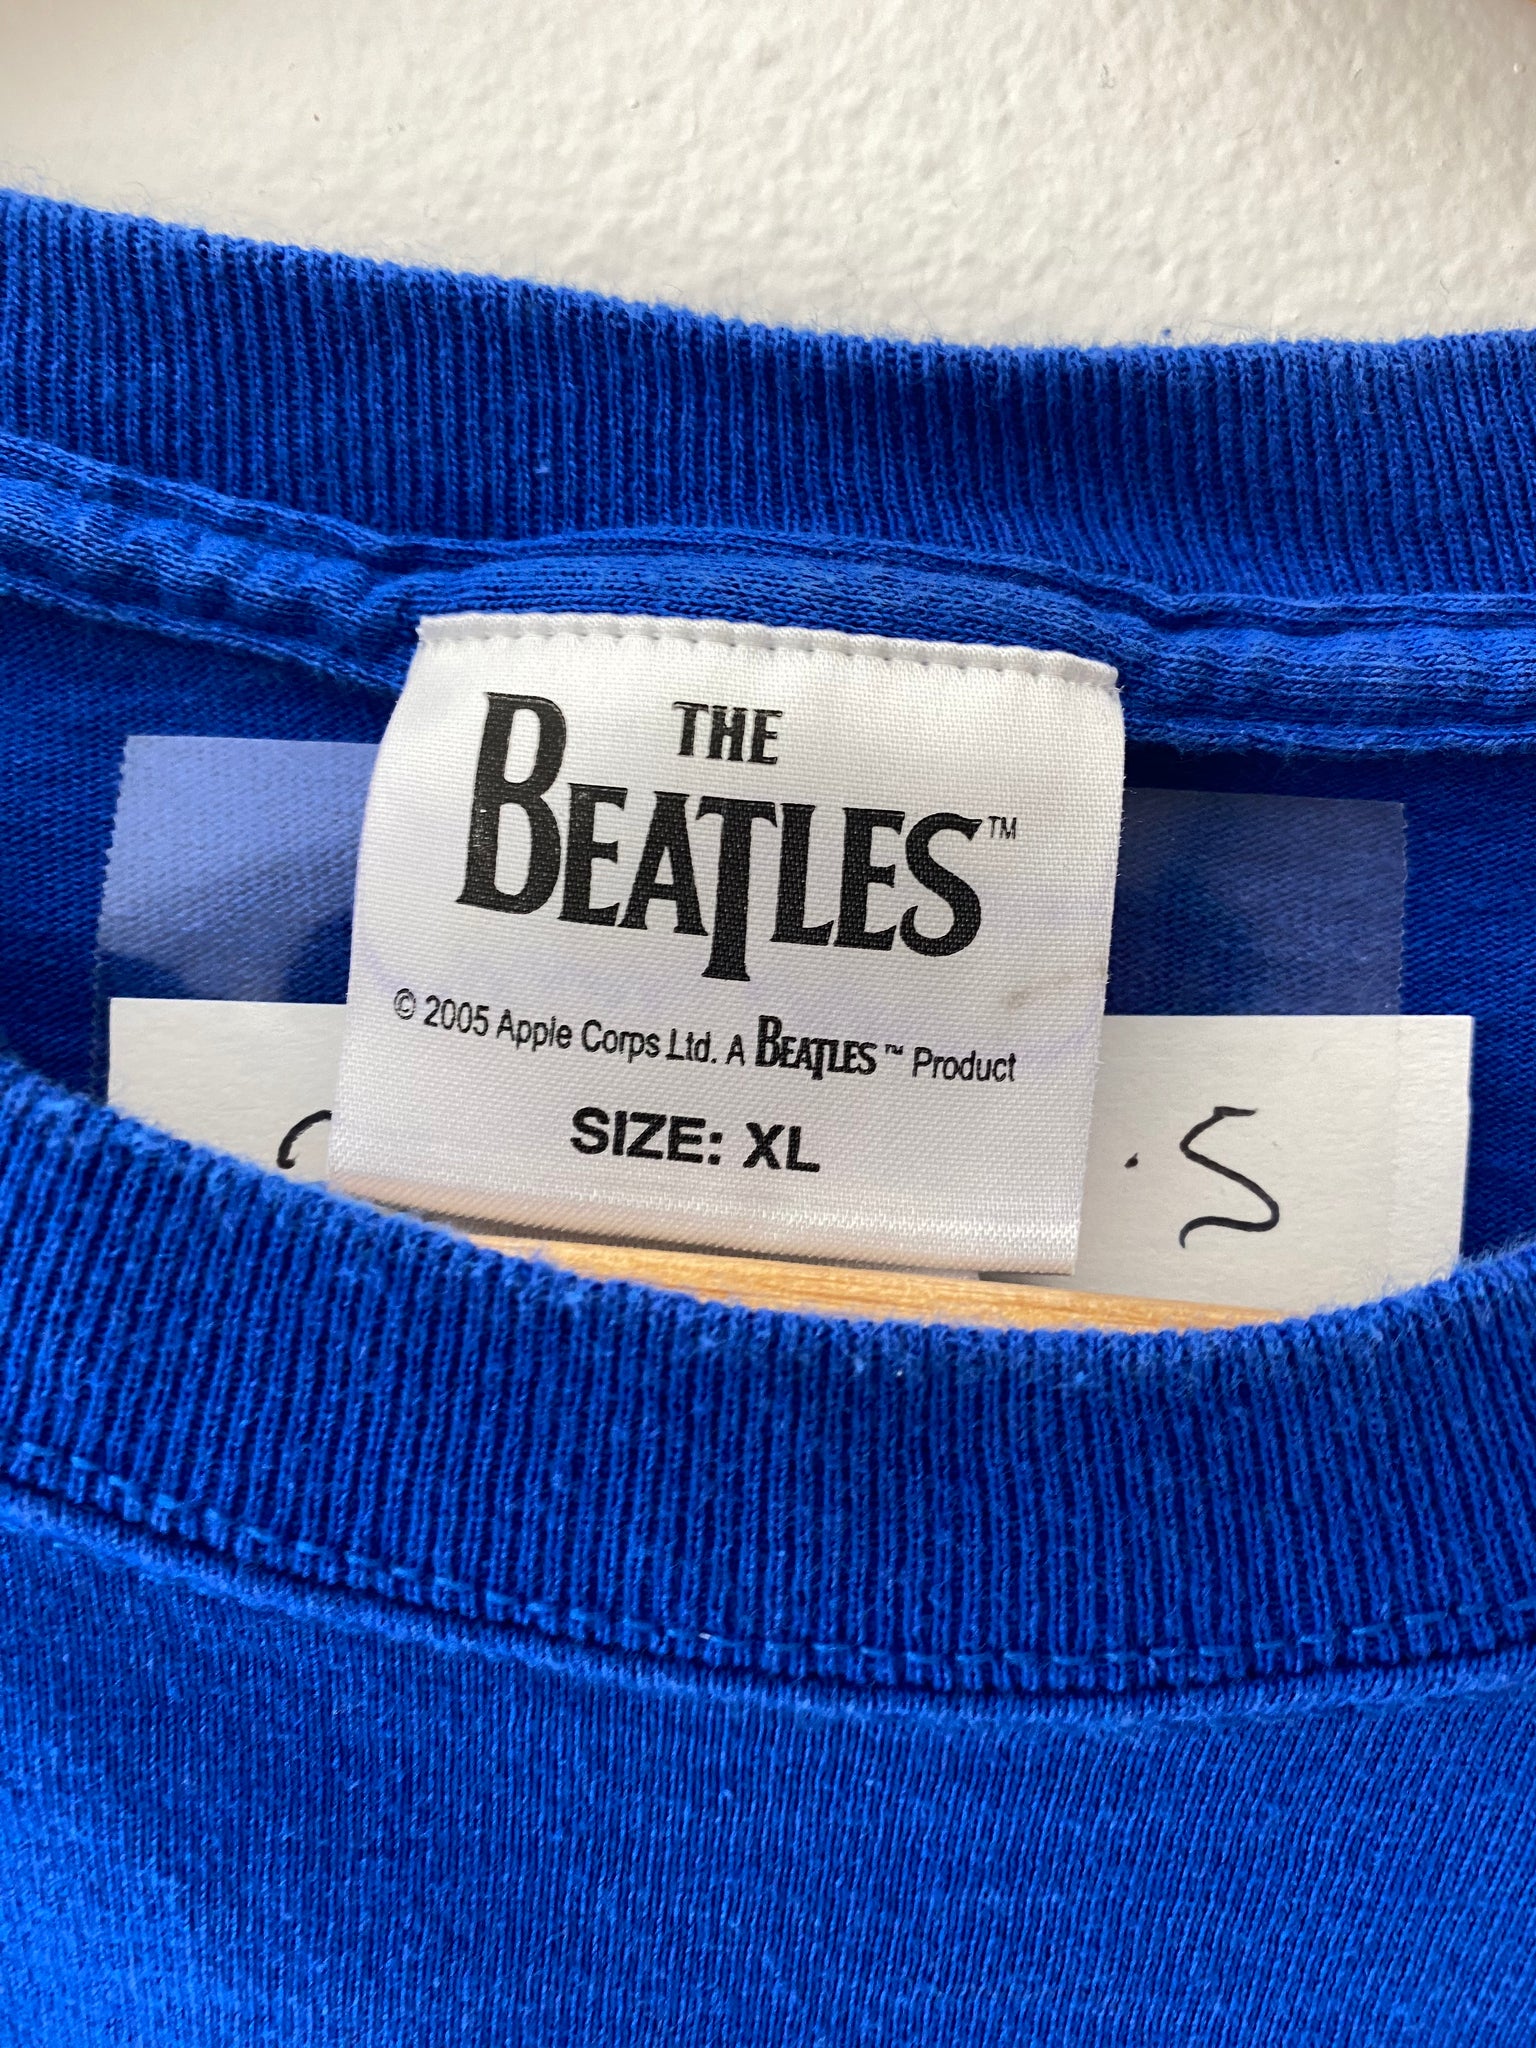 THE
BEATLES™
© 2005 Apple Corps Ltd. A BEATLES™ Product
SIZE: XL
.S